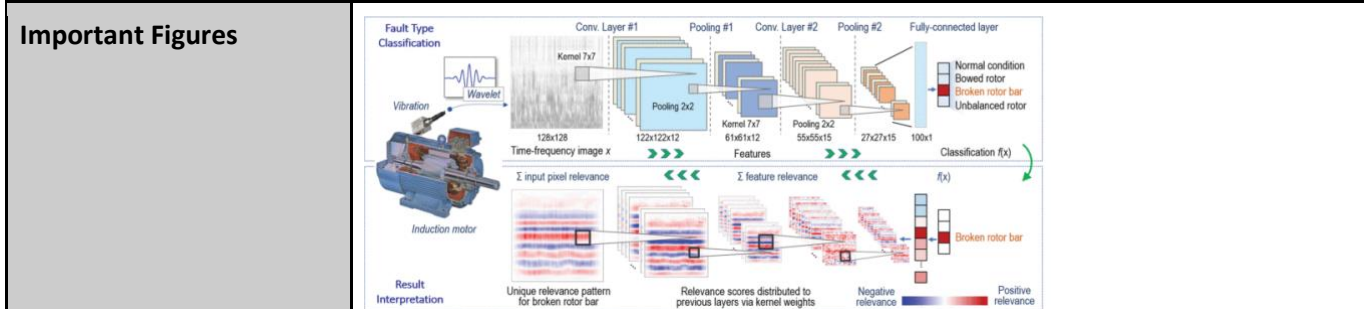 Important Figures
Fault Type
Classification
Conv. Layer #1
Pooling #1
Conv. Layer #2
Pooling #2
Fully-connected layer
Kernel 7x7
Wavelet
Vibration
Pooling 2x2
Kernel 7x7
Pooling 2x2
Normal condition
Bowed rotor
Broken rotor bar
Unbalanced rotor
128x128
122x122x12
61x61x12
55x55x15
27x27x15
100x1
Time-frequency image x
Features
Classification f(x)
Σ input pixel relevance
Σ feature relevance
f(x)
Induction motor
Broken rotor bar
Result
Interpretation
Unique relevance pattern
for broken rotor bar
Relevance scores distributed to
previous layers via kernel weights
Negative
relevance
Positive
relevance